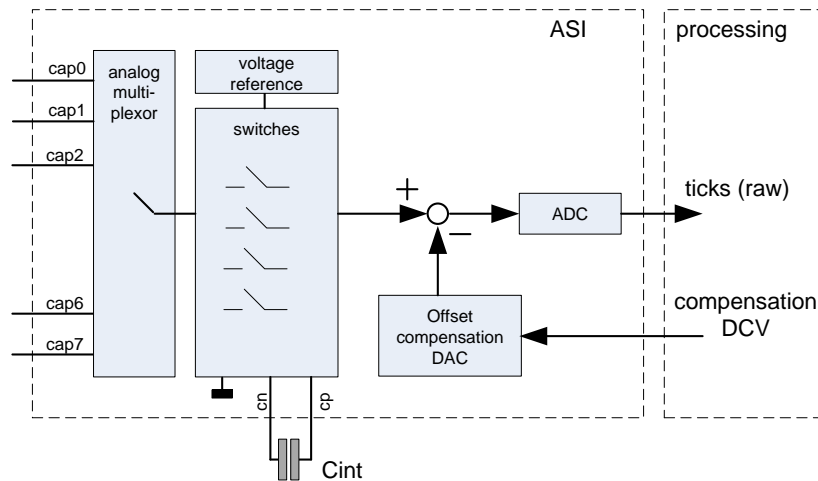 ASI
processing
cap0
cap1
cap2
cap6
cap7
analog
multi-
plexor
voltage
reference
switches
+
−
ADC
ticks (raw)
Offset
compensation
DAC
compensation
DCV
cn
cp
Cint